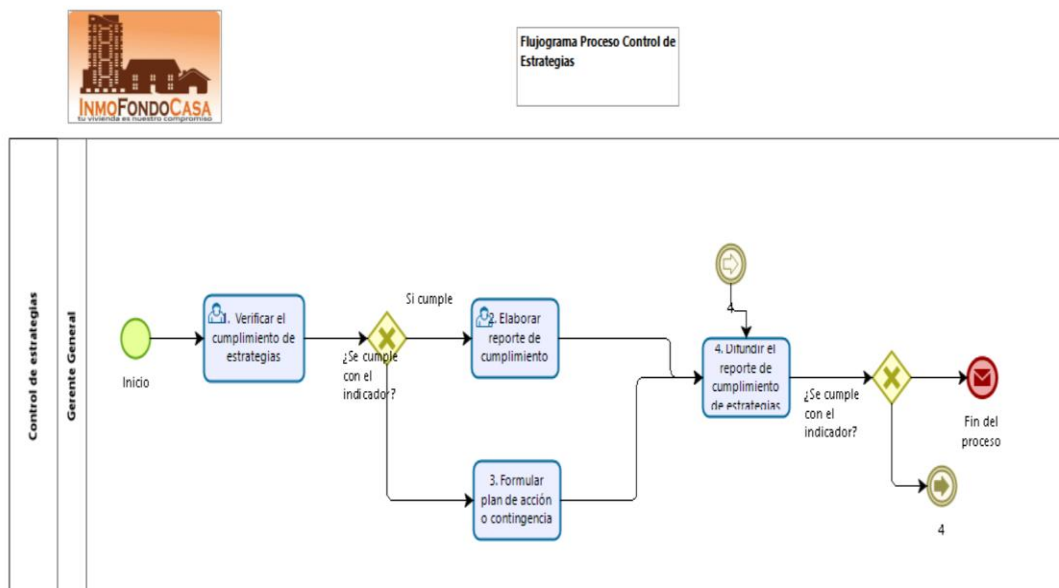 INMOFONDOCASA
tu vivienda es nuestro compromiso
Flujograma Proceso Control de
Estrategias
Control de estrategias
Gerente General
Inicio
1. Verificar el
cumplimiento de
estrategias
¿Se cumple
con el
indicador?
Si cumple
2. Elaborar
reporte de
cumplimiento
3. Formular
plan de acción
o contingencia
4
4. Difundir el
reporte de
cumplimiento
de estrategias
¿Se cumple
con el
indicador?
Fin del
proceso
4